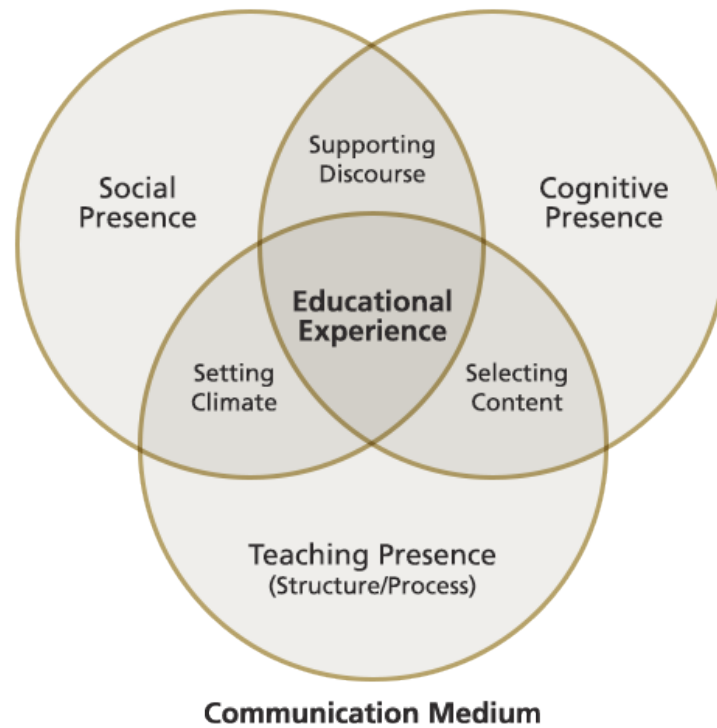 Supporting
Discourse
Social
Presence
Cognitive
Presence
Educational
Experience
Setting
Climate
Selecting
Content
Teaching Presence
(Structure/Process)
Communication Medium